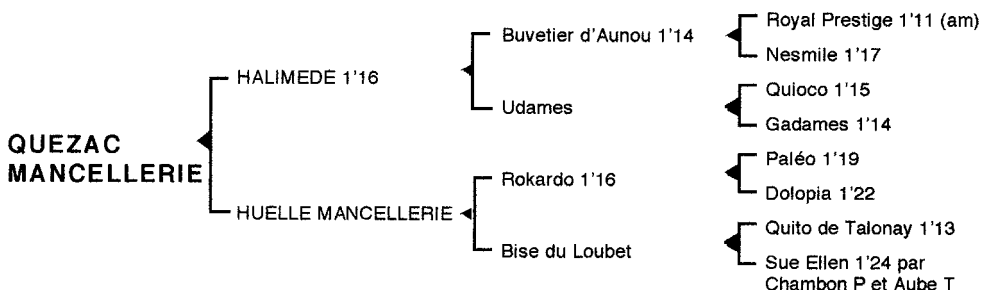 Royal Prestige 1'11 (am)
Buvetier d'Aunou 1'14
Nesmile 1'17
HALIMEDE 1'16
Quioco 1'15
Udames
Gadames 1'14
QUEZAC
MANCELLERIE
Paléo 1'19
Rokardo 1'16
Dolopia 1'22
HUELLE MANCELLERIE
Quito de Talonay 1'13
Bise du Loubet
Sue Ellen 1'24 par
Chambon P et Aube T